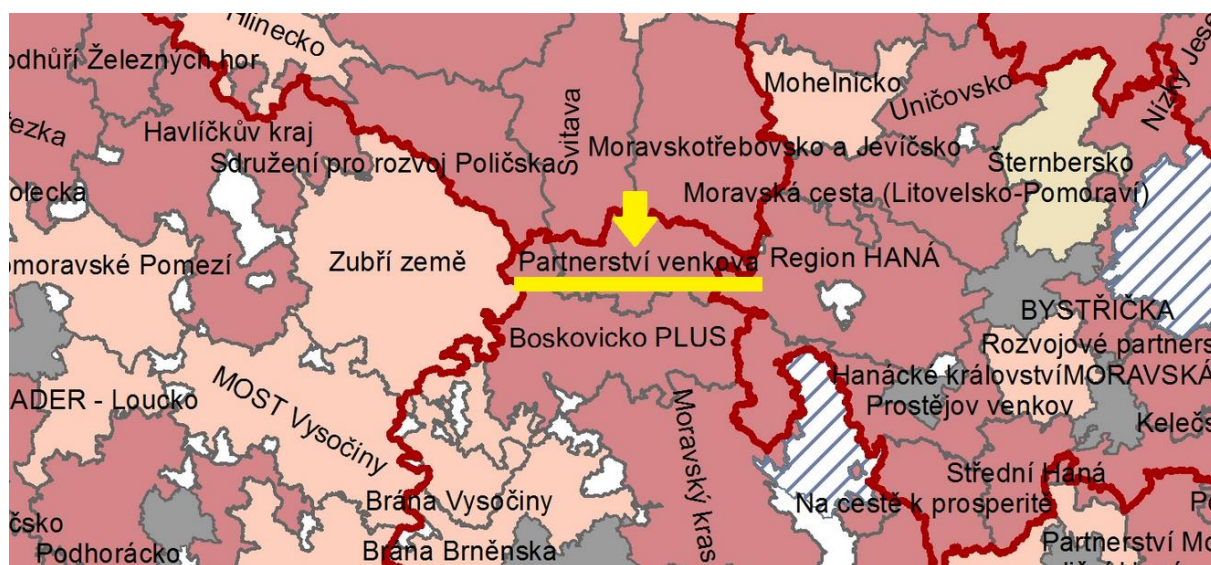 Hlinecko
odhůří Železných hor
Mohelnicko
Uničovsko
Nízký Jese
řezka
Havlíčkův kraj
Svitava
Moravskotřebovsko a Jevíčsko
Sdružení pro rozvoj Poličska
Šternbersko
olecka
Moravská cesta (Litovelsko-Pomoraví)
omoravské Pomezí
Zubří země
Partnerství venkova
Region HANÁ
BYSTŘIČKA
Boskovicko PLUS
Rozvojové partners
Hanácké království
MORAVSKÁ
ADER - Loucko
MOST Vysočiny
Prostějov venkov
Kelečs
Moravský kras
Střední Haná
Brána Vysočiny
Na cestě k prosperitě
čsko
Podhorácko
Brána Brněnska
Partnerství Mo